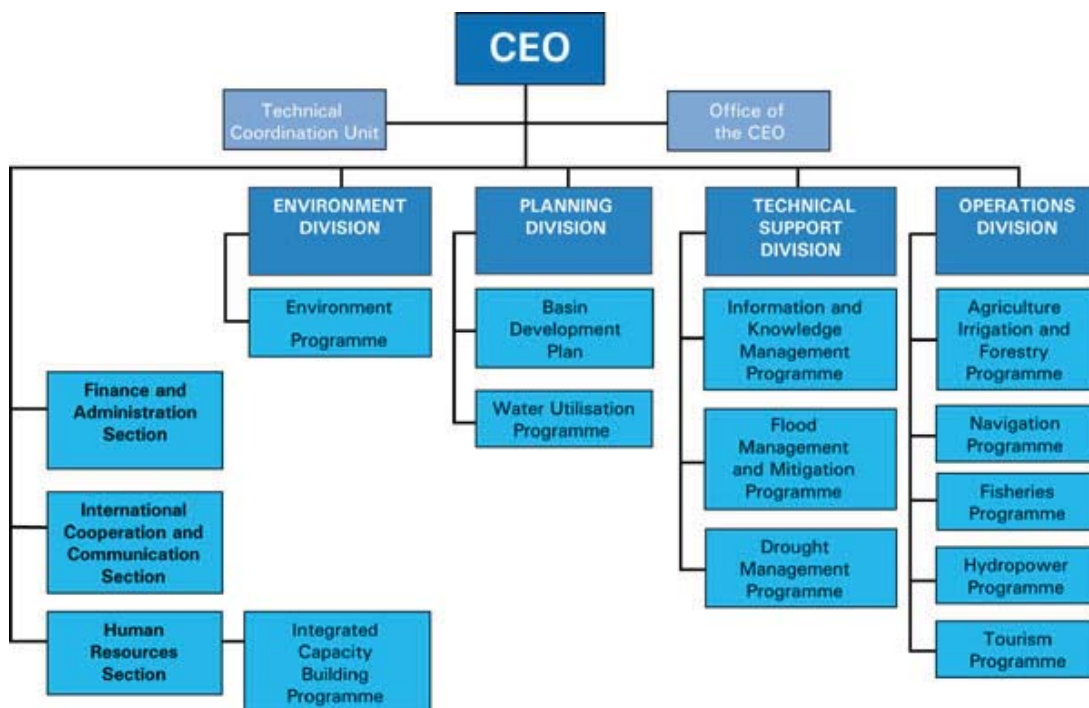 CEO
Technical
Coordination Unit
Office of
the CEO
ENVIRONMENT
DIVISION
PLANNING
DIVISION
TECHNICAL
SUPPORT
DIVISION
OPERATIONS
DIVISION
Environment
Programme
Basin
Development
Plan
Water Utilisation
Programme
Information and
Knowledge
Management
Programme
Flood
Management
and Mitigation
Programme
Drought
Management
Programme
Agriculture
Irrigation and
Forestry
Programme
Navigation
Programme
Fisheries
Programme
Hydropower
Programme
Tourism
Programme
Finance and
Administration
Section
International
Cooperation and
Communication
Section
Human
Resources
Section
Integrated
Capacity
Building
Programme